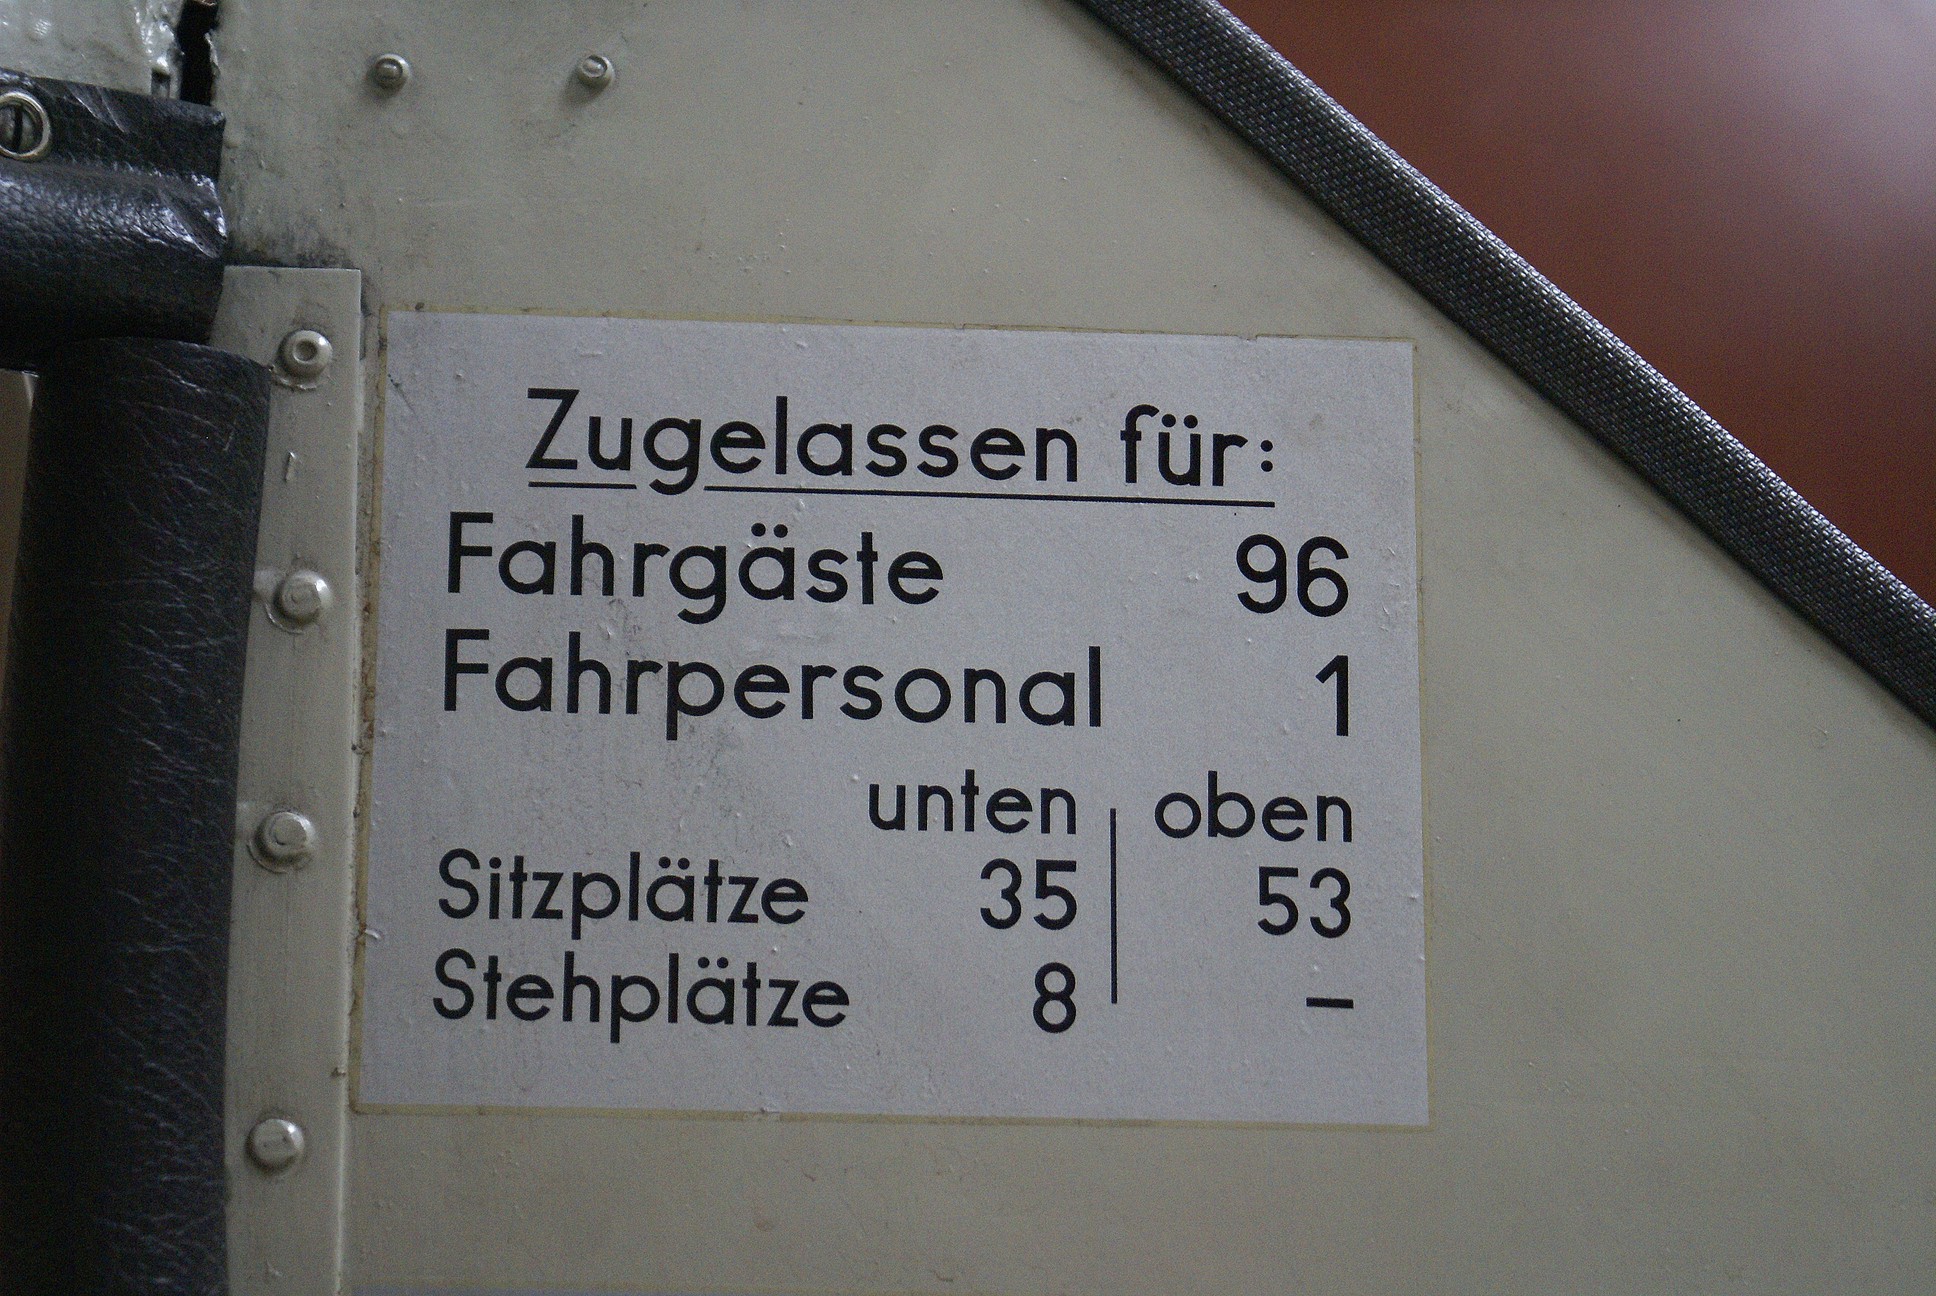 Zugelassen für:
Fahrgäste 96
Fahrpersonal 1
unten oben
Sitzplätze 35 53
Stehplätze 8 –